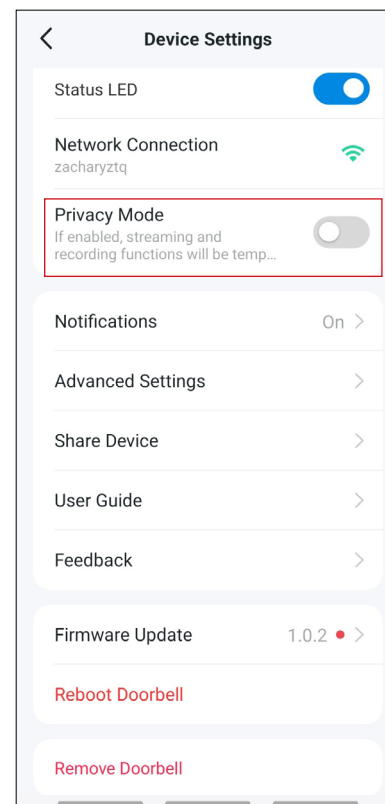 Device Settings
Status LED
Network Connection
zacharyztq
Privacy Mode
If enabled, streaming and
recording functions will be temp...
Notifications On
Advanced Settings
Share Device
User Guide
Feedback
Firmware Update 1.0.2
Reboot Doorbell
Remove Doorbell